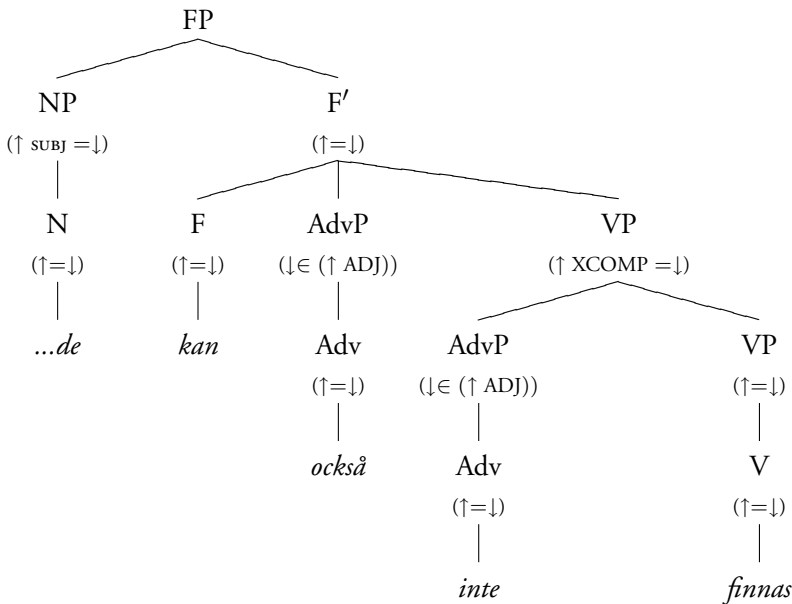 FP
NP F′
(↑ SUBJ =↓) (↑=↓)
N F AdvP VP
(↑=↓) (↑=↓) (↓∈ (↑ ADJ)) (↑ XCOMP =↓)
...de kan Adv AdvP VP
(↑=↓) (↓∈ (↑ ADJ)) (↑=↓)
också Adv V
(↑=↓) (↑=↓)
inte finnas